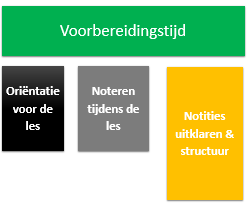 Voorbereidingstijd
Oriëntatie
voor de
les
Noteren
tijdens de
les
Notities
uitklaren &
structuur